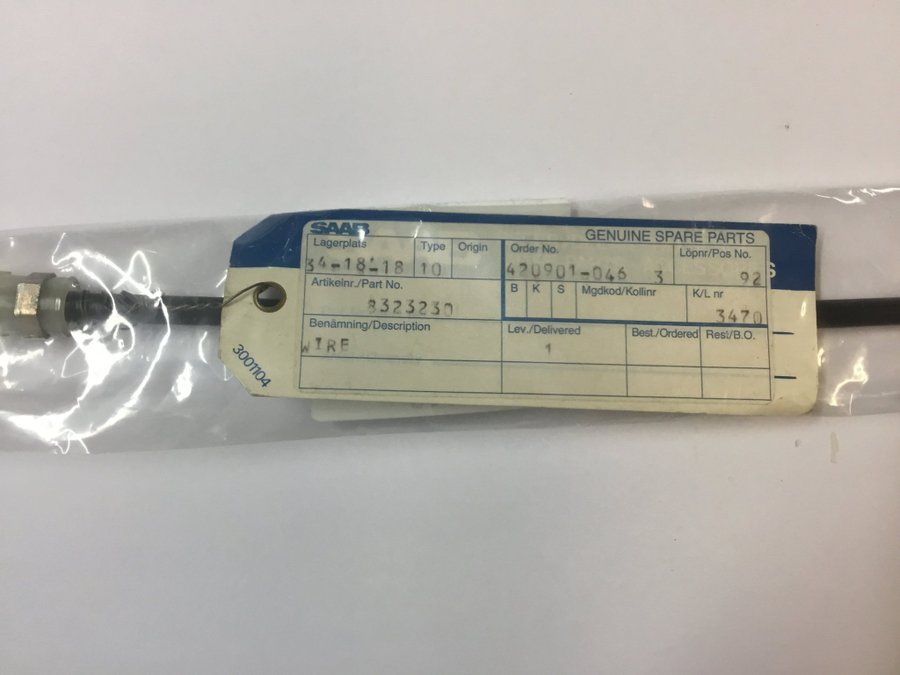 SAAB
GENUINE SPARE PARTS
Lagerplats Type Origin Order No. Löpnr/Pos No.
34-18-18 10 420901-046 3 92
Artikelnr./Part No. B K S Mgdkod/Kollinr K/L nr
8323230 3470
Benämning/Description Lev./Delivered Best./Ordered Rest/B.O.
WIRE 1
3001104